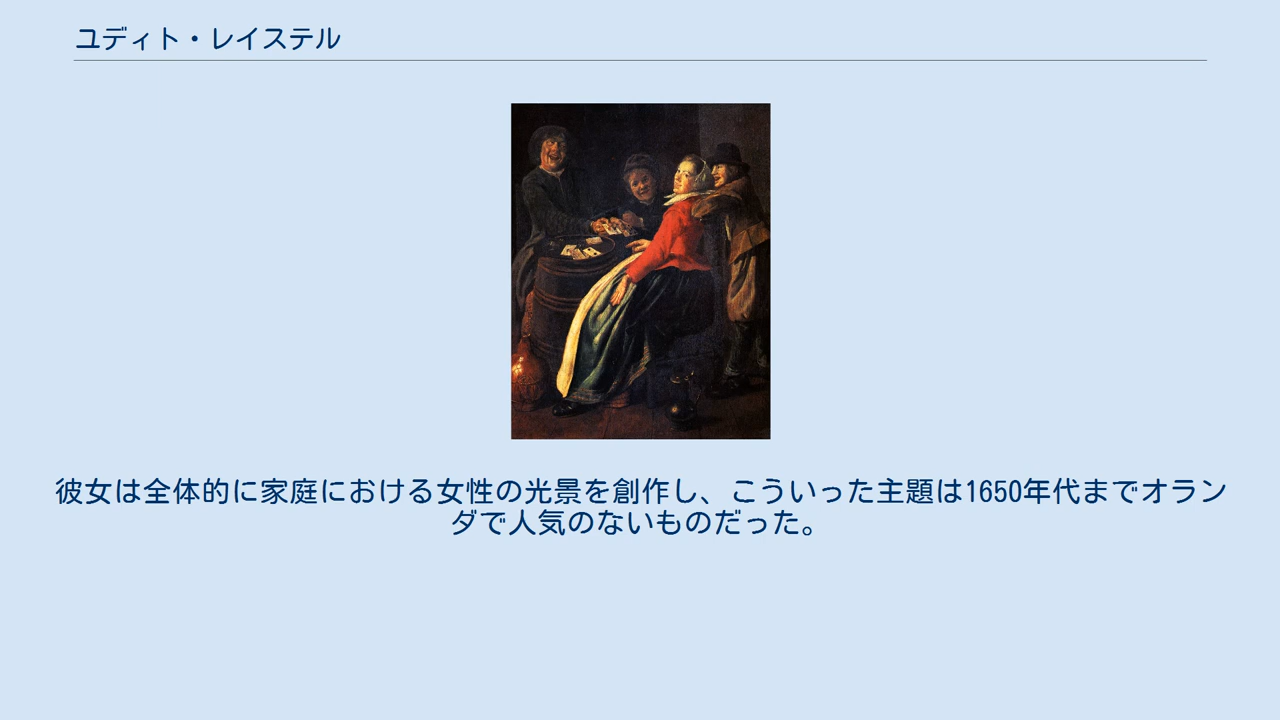 ユディト・レイステル
彼女は全体的に家庭における女性の光景を創作し、こういった主題は1650年代までオラン
ダで人気のないものだった。